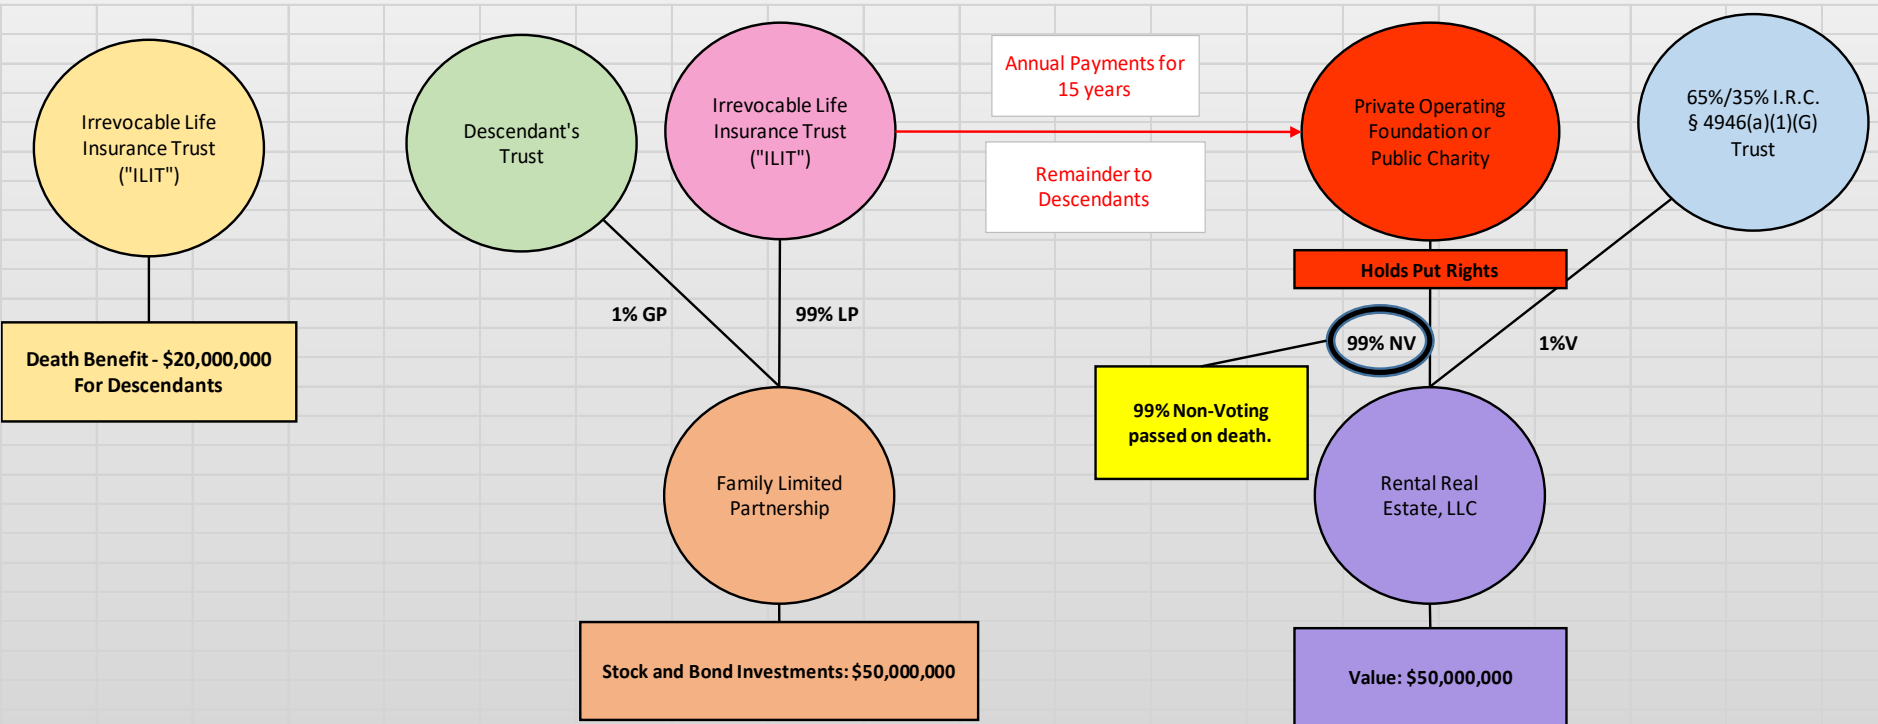 Irrevocable Life
Insurance Trust
("ILIT")
Death Benefit - $20,000,000
For Descendants
Descendant's
Trust
Irrevocable Life
Insurance Trust
("ILIT")
Annual Payments for
15 years
Remainder to
Descendants
Private Operating
Foundation or
Public Charity
65%/35% I.R.C.
§ 4946(a)(1)(G)
Trust
Holds Put Rights
1% GP
99% LP
99% NV
1%V
99% Non-Voting
passed on death.
Family Limited
Partnership
Rental Real
Estate, LLC
Stock and Bond Investments: $50,000,000
Value: $50,000,000